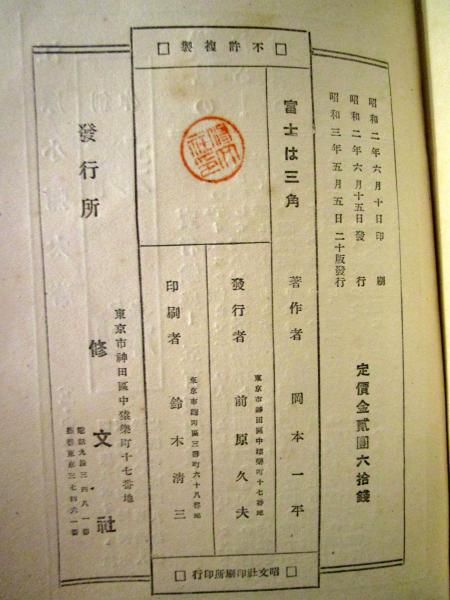 不許複製
昭和二年六月十日印刷
昭和二年六月十五日發行
昭和三年五月五日二十版發行
定價金貳圓六拾錢
富士は三角
著作者 岡本一平
東京市神田區中猿樂町十七番地
發行者 前原久夫
東京市麴町區三番町六十八番地
印刷者 鈴木清三
發行所
東京市神田區中猿樂町十七番地
修文社
昭文社印刷所印行